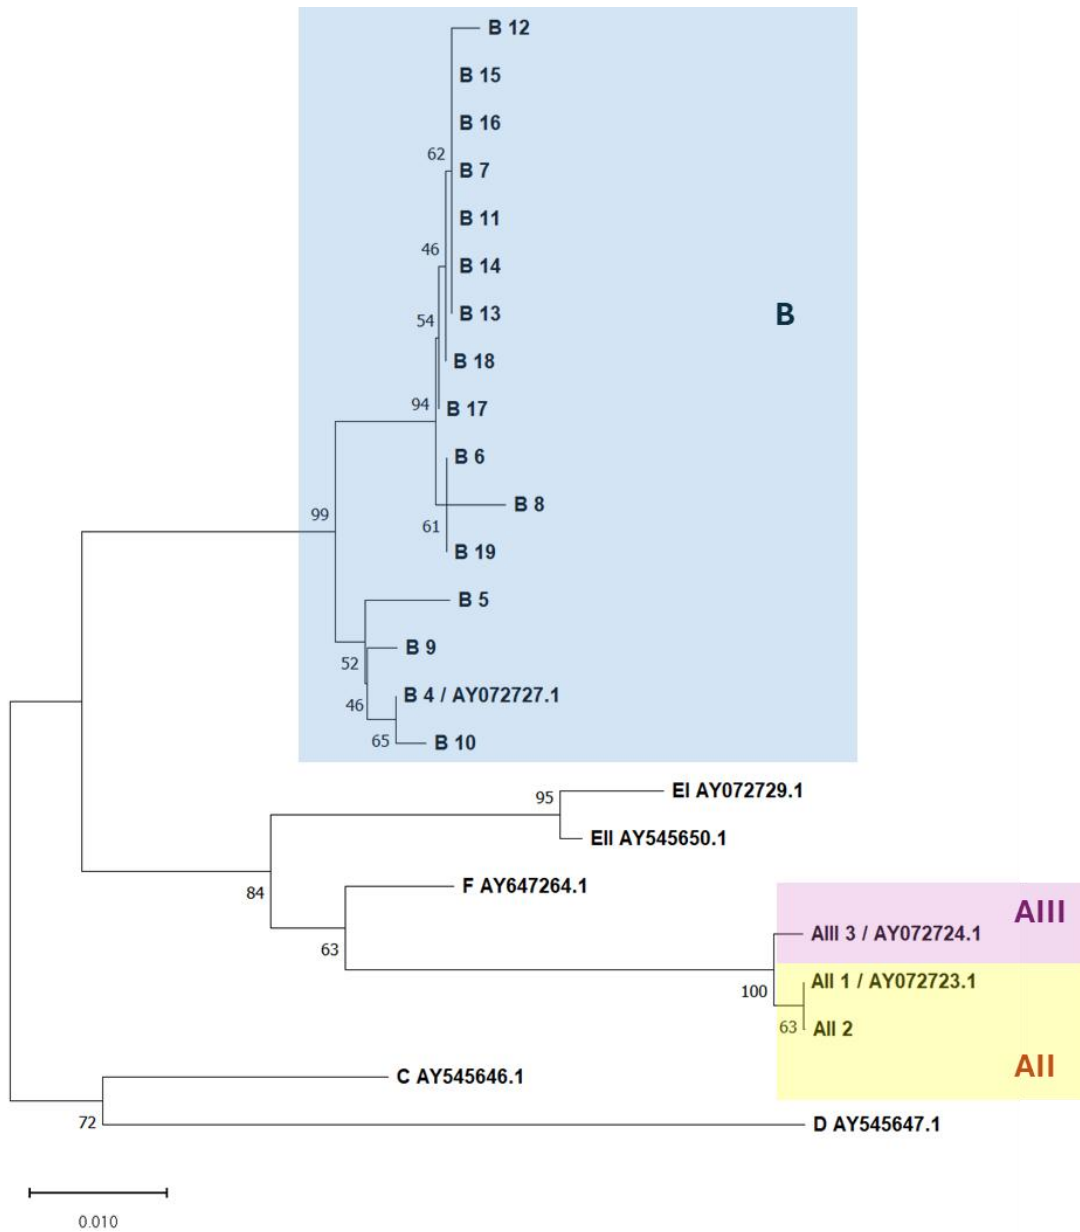 B 12
B 15
B 16
62
B 7
B 11
46
B 14
B 13
B
54
B 18
94
B 17
B 6
B 8
99
61
B 19
B 5
B 9
52
B 4 / AY072727.1
46
65
B 10
EI AY072729.1
95
EII AY545650.1
F AY647264.1
84
AIII
AIII 3 / AY072724.1
63
AII 1 / AY072723.1
100
63
AII 2
AII
C AY545646.1
72
D AY545647.1
0.010